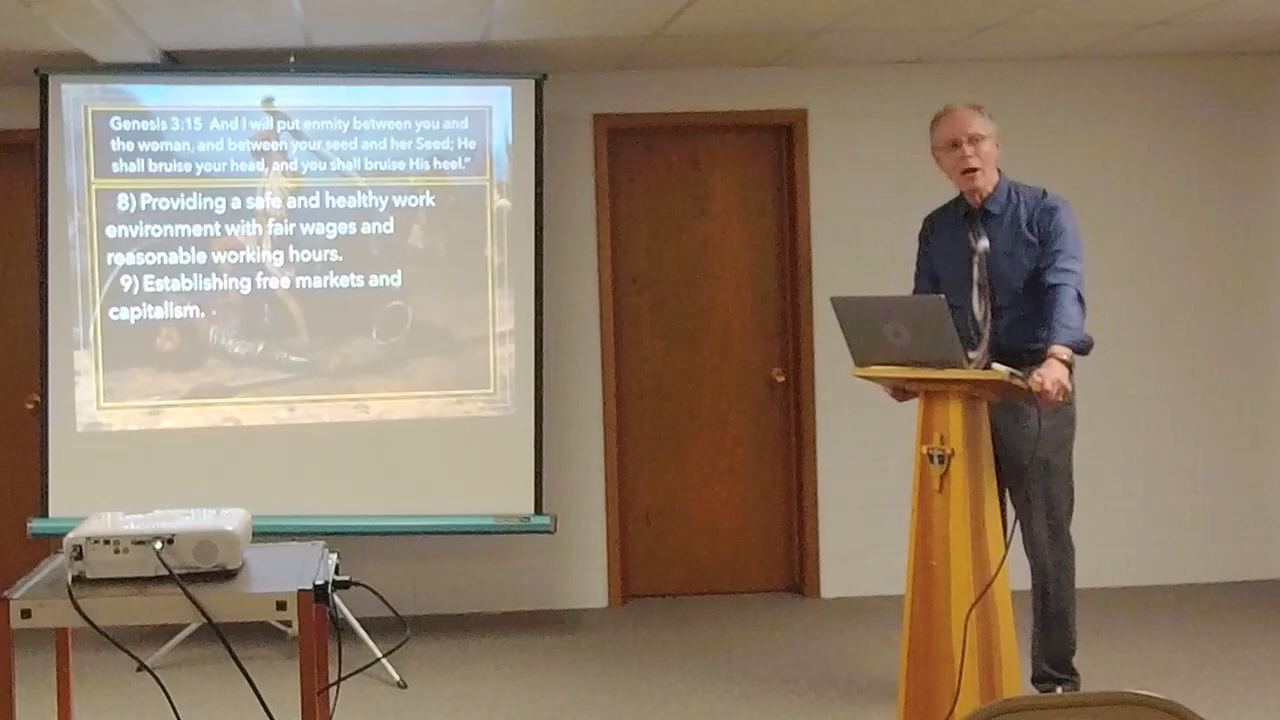 Genesis 3:15 And I will put enmity between you and
the woman, and between your seed and her Seed; He
shall bruise your head, and you shall bruise His heel."
8) Providing a safe and healthy work
environment with fair wages and
reasonable working hours.
9) Establishing free markets and
capitalism.